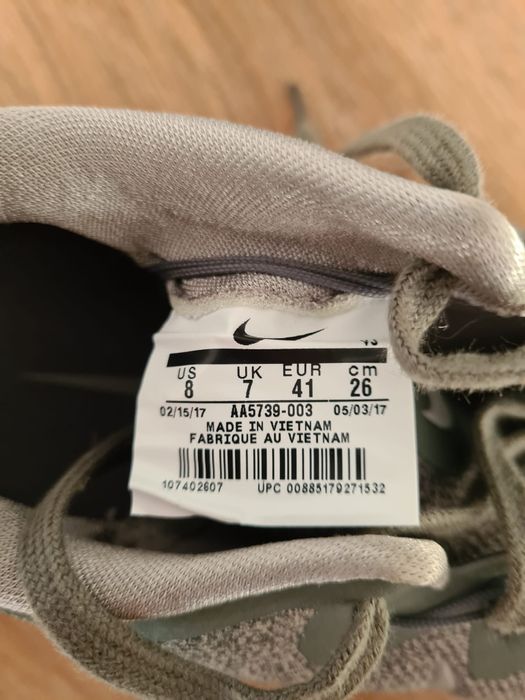 VS
US UK EUR cm
8 7 41 26
02/15/17 AA5739-003 05/03/17
MADE IN VIETNAM
FABRIQUE AU VIETNAM
107402607 UPC 00885179271532